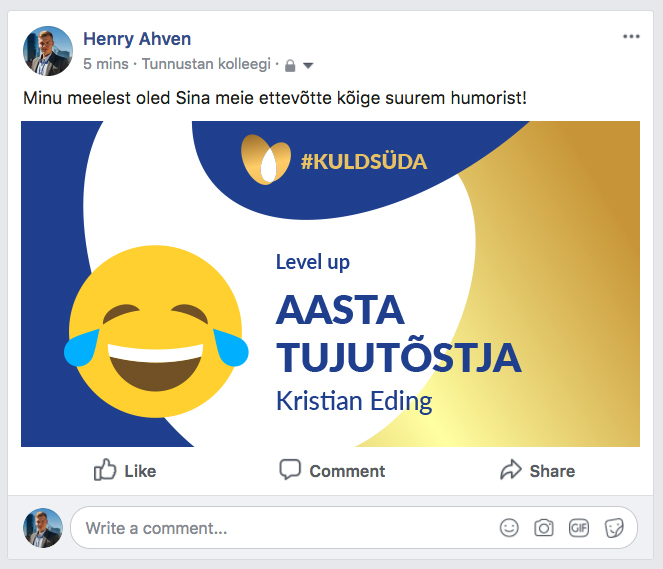 Henry Ahven
5 mins · Tunnustan kolleegi ·
Minu meelest oled Sina meie ettevõtte kõige suurem humorist!
#KULDSÜDA
Level up
AASTA
TUJUTÕSTJA
Kristian Eding
Like Comment Share
Write a comment...
GIF